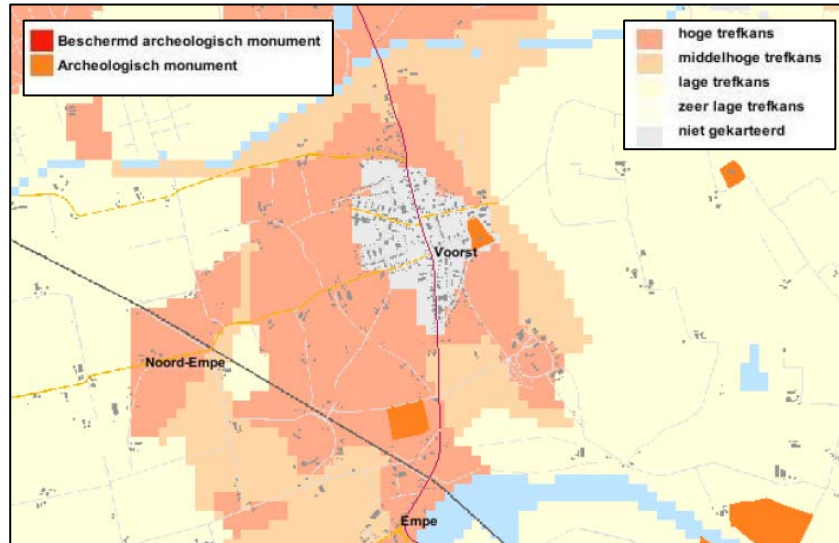 Beschermd archeologisch monument
Archeologisch monument
hoge trefkans
middelhoge trefkans
lage trefkans
zeer lage trefkans
niet gekarteerd
Voorst
Noord-Empe
Empe